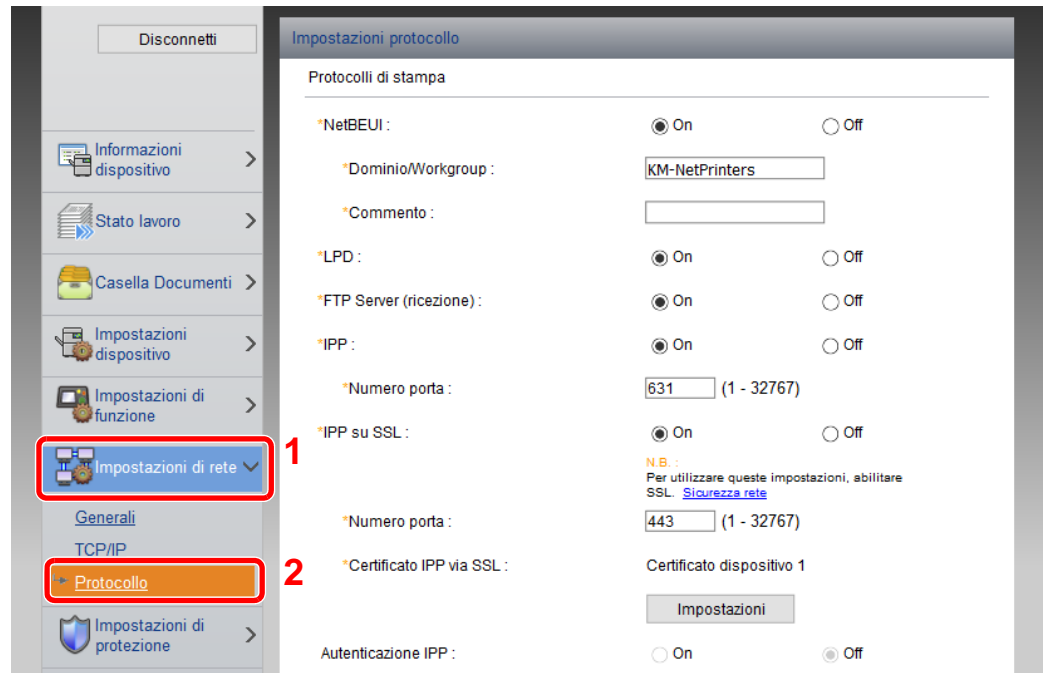 Disconnetti
Informazioni
dispositivo
Stato lavoro
Casella Documenti
Impostazioni
dispositivo
Impostazioni di
funzione
Impostazioni di rete
1
Generali
TCP/IP
Protocollo
2
Impostazioni di
protezione
Impostazioni protocollo
Protocolli di stampa
*NetBEUI : On Off
*Dominio/Workgroup : KM-NetPrinters
*Commento :
*LPD : On Off
*FTP Server (ricezione) : On Off
*IPP : On Off
*Numero porta : 631 (1 - 32767)
*IPP su SSL : On Off
N.B. :
Per utilizzare queste impostazioni, abilitare
SSL. Sicurezza rete
*Numero porta : 443 (1 - 32767)
*Certificato IPP via SSL : Certificato dispositivo 1
Impostazioni
Autenticazione IPP : On Off